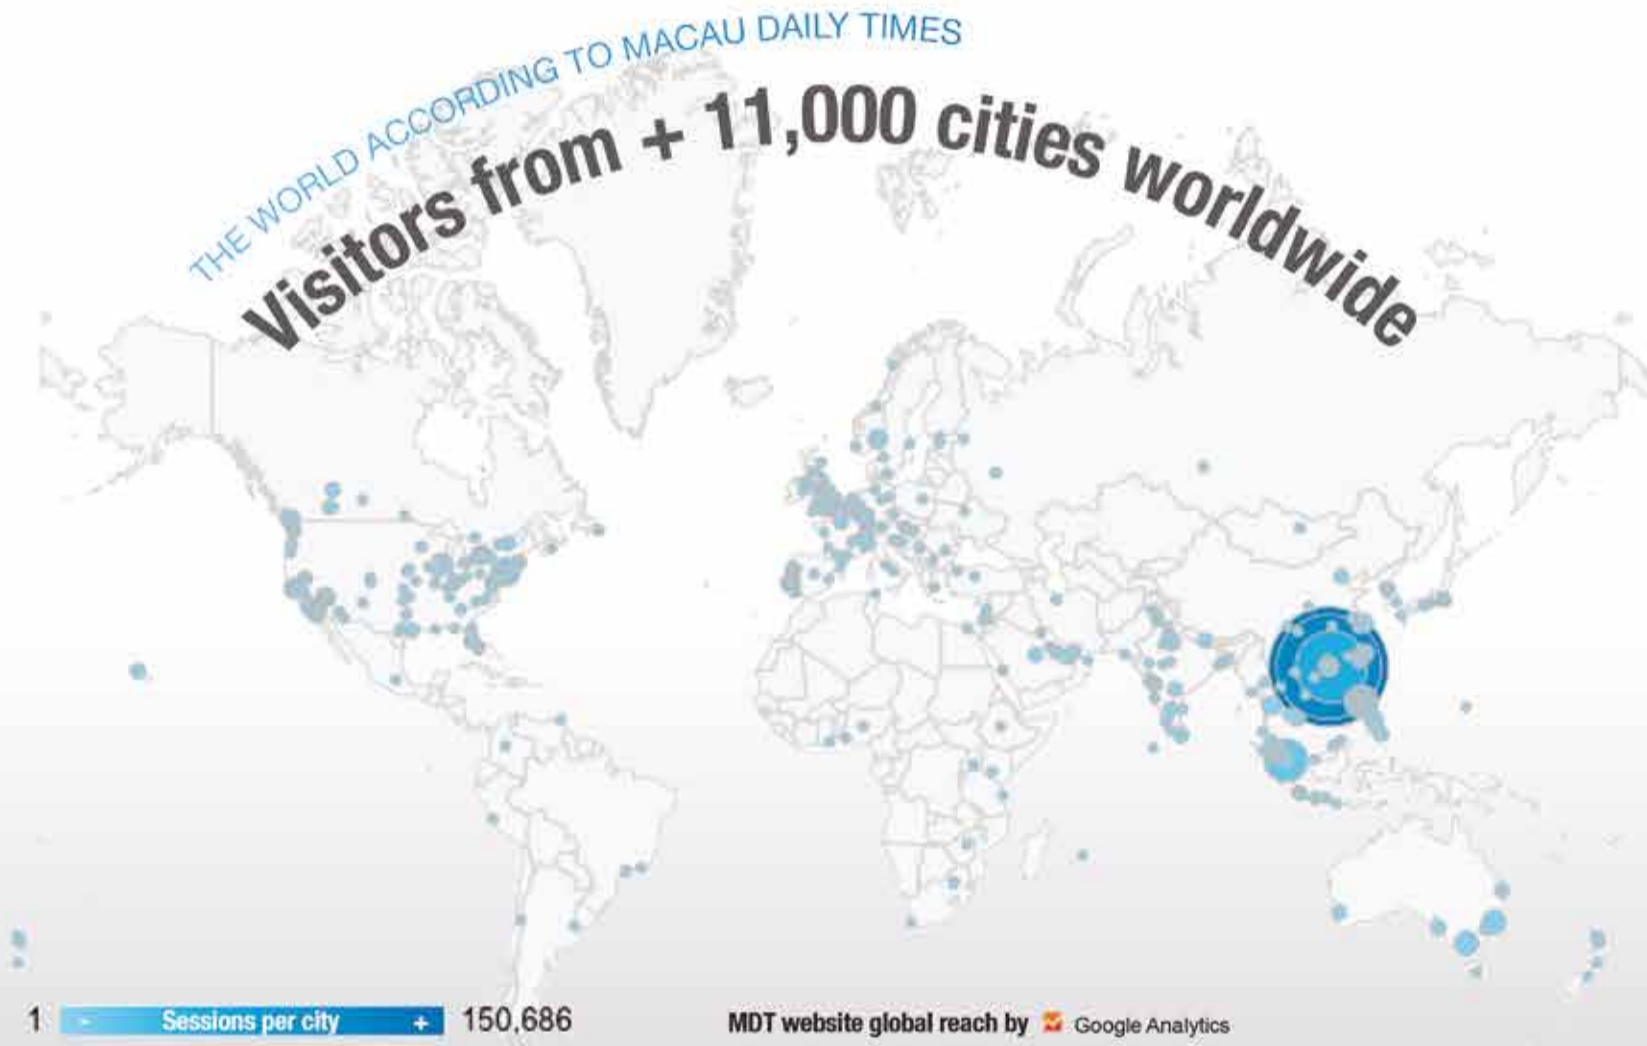 THE WORLD ACCORDING TO MACAU DAILY TIMES
Visitors from + 11,000 cities worldwide
1 - Sessions per city + 150,686
MDT website global reach by Google Analytics